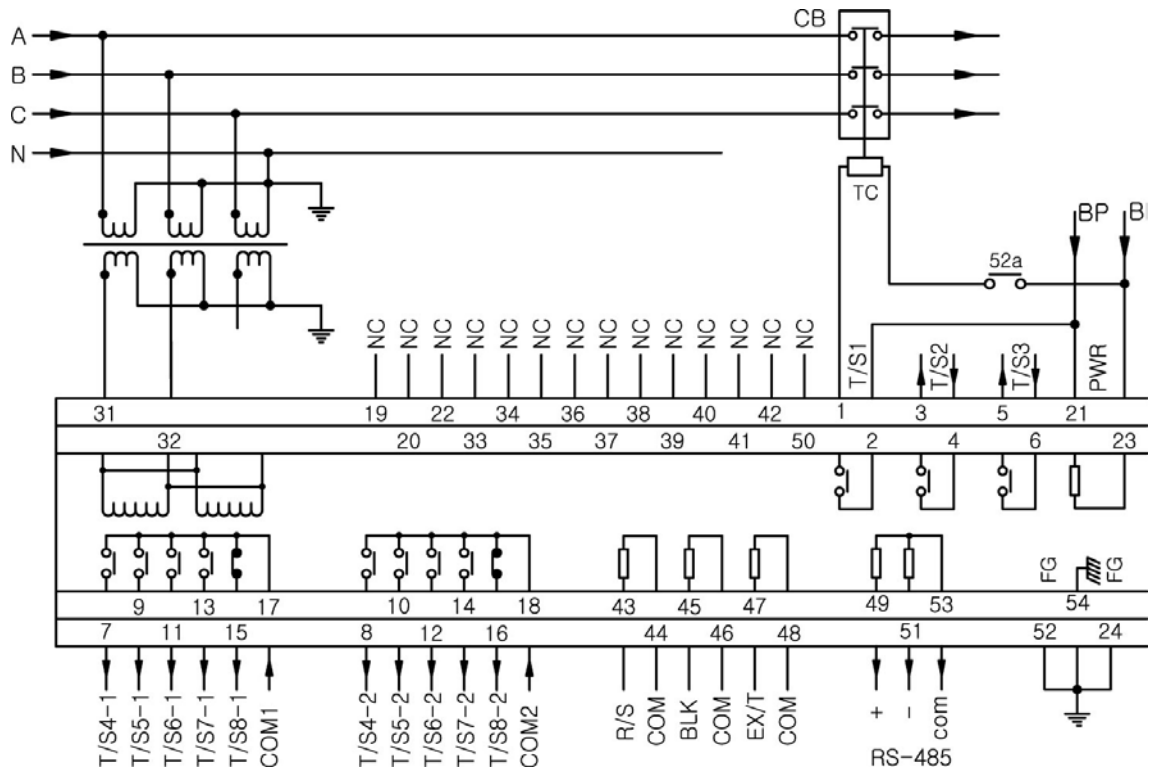 A
B
C
N
CB
TC
BP
52a
NC NC NC NC NC NC NC NC NC NC NC NC NC NC
T/S1
T/S2
T/S3
PWR
31 19 22 34 36 38 40 42 1 3 5 21
32 20 33 35 37 39 41 50 2 4 6 23
FG FG
9 13 17 10 14 18 43 45 47 49 53 54
7 11 15 8 12 16 44 46 48 51 52 24
T/S4-1
T/S5-1
T/S6-1
T/S7-1
T/S8-1
COM1
T/S4-2
T/S5-2
T/S6-2
T/S7-2
T/S8-2
COM2
R/S
COM
BLK
COM
EX/T
COM
+
-
com
RS-485